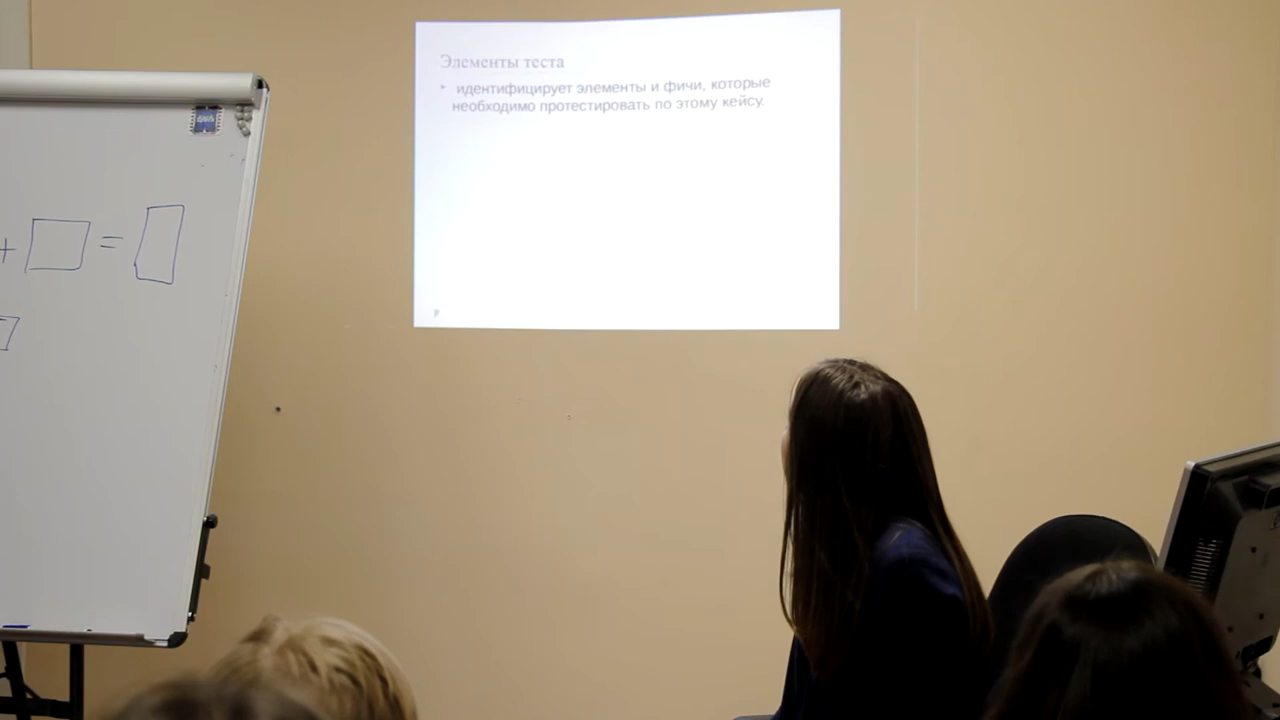 Элементы теста
идентифицирует элементы и фичи, которые
необходимо протестировать по этому кейсу.
+ =